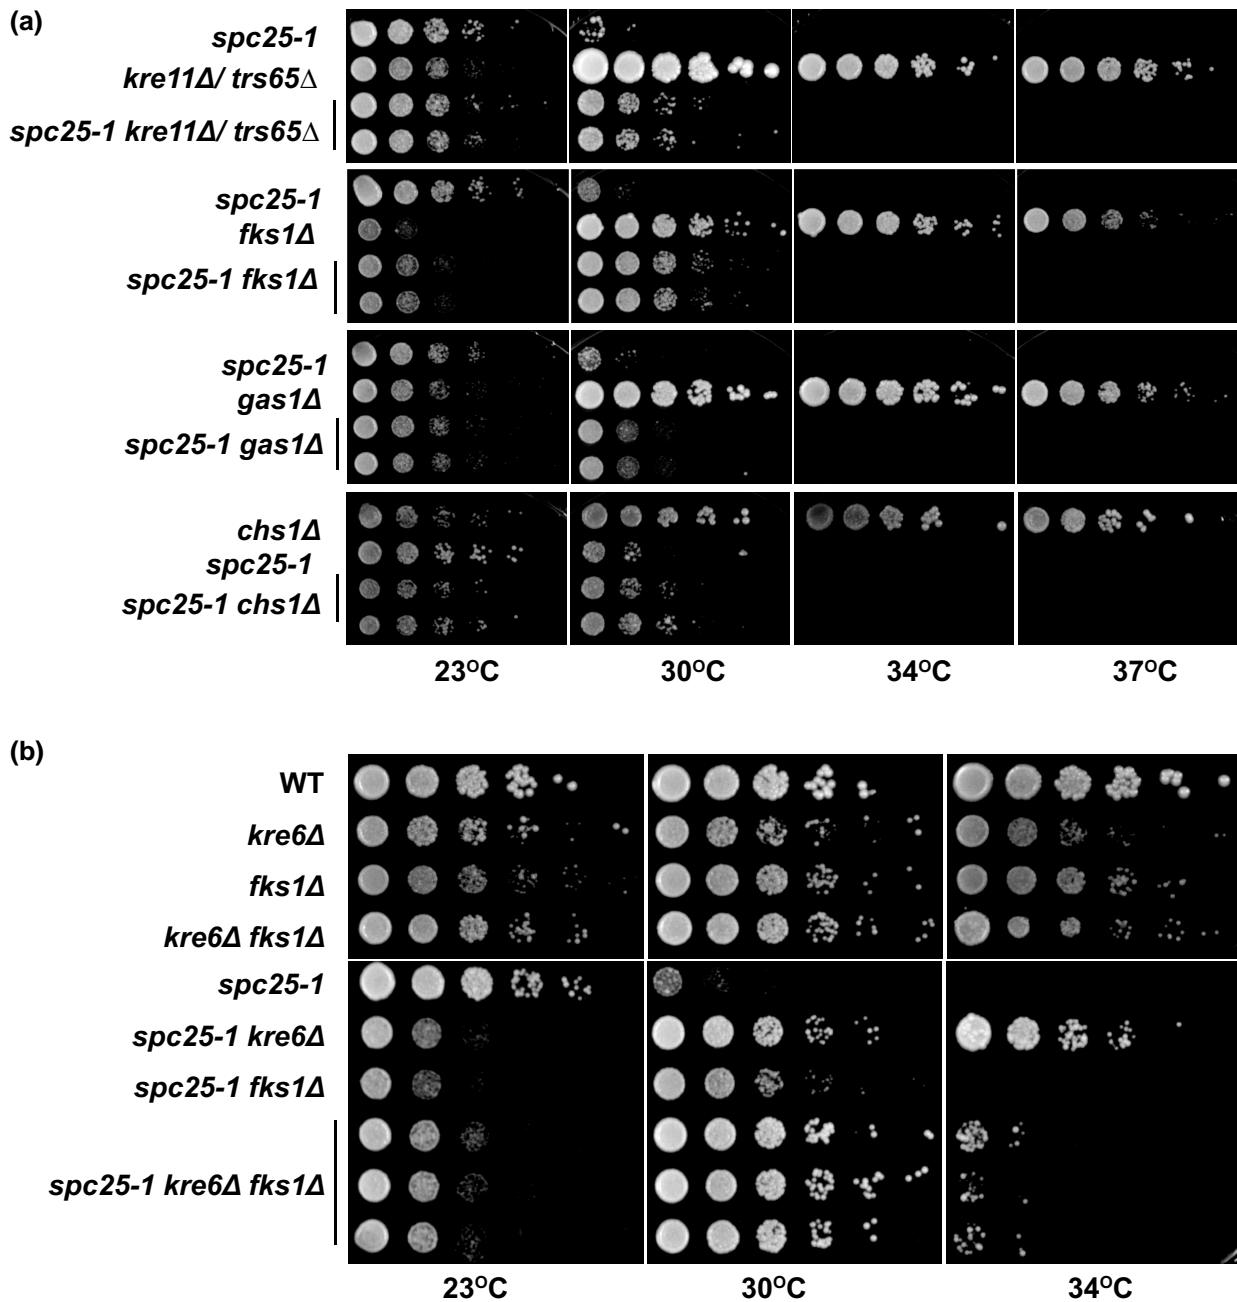 (a)
spc25-1
kre11Δ/ trs65Δ
spc25-1 kre11Δ/ trs65Δ
spc25-1
fks1Δ
spc25-1 fks1Δ
spc25-1
gas1Δ
spc25-1 gas1Δ
chs1Δ
spc25-1
spc25-1 chs1Δ
23°C 30°C 34°C 37°C
(b)
WT
kre6Δ
fks1Δ
kre6Δ fks1Δ
spc25-1
spc25-1 kre6Δ
spc25-1 fks1Δ
spc25-1 kre6Δ fks1Δ
23°C 30°C 34°C